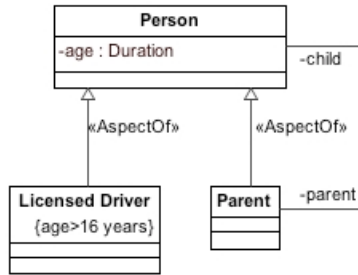 Person
-age : Duration
-child
«AspectOf»
«AspectOf»
Licensed Driver
{age>16 years}
Parent
-parent